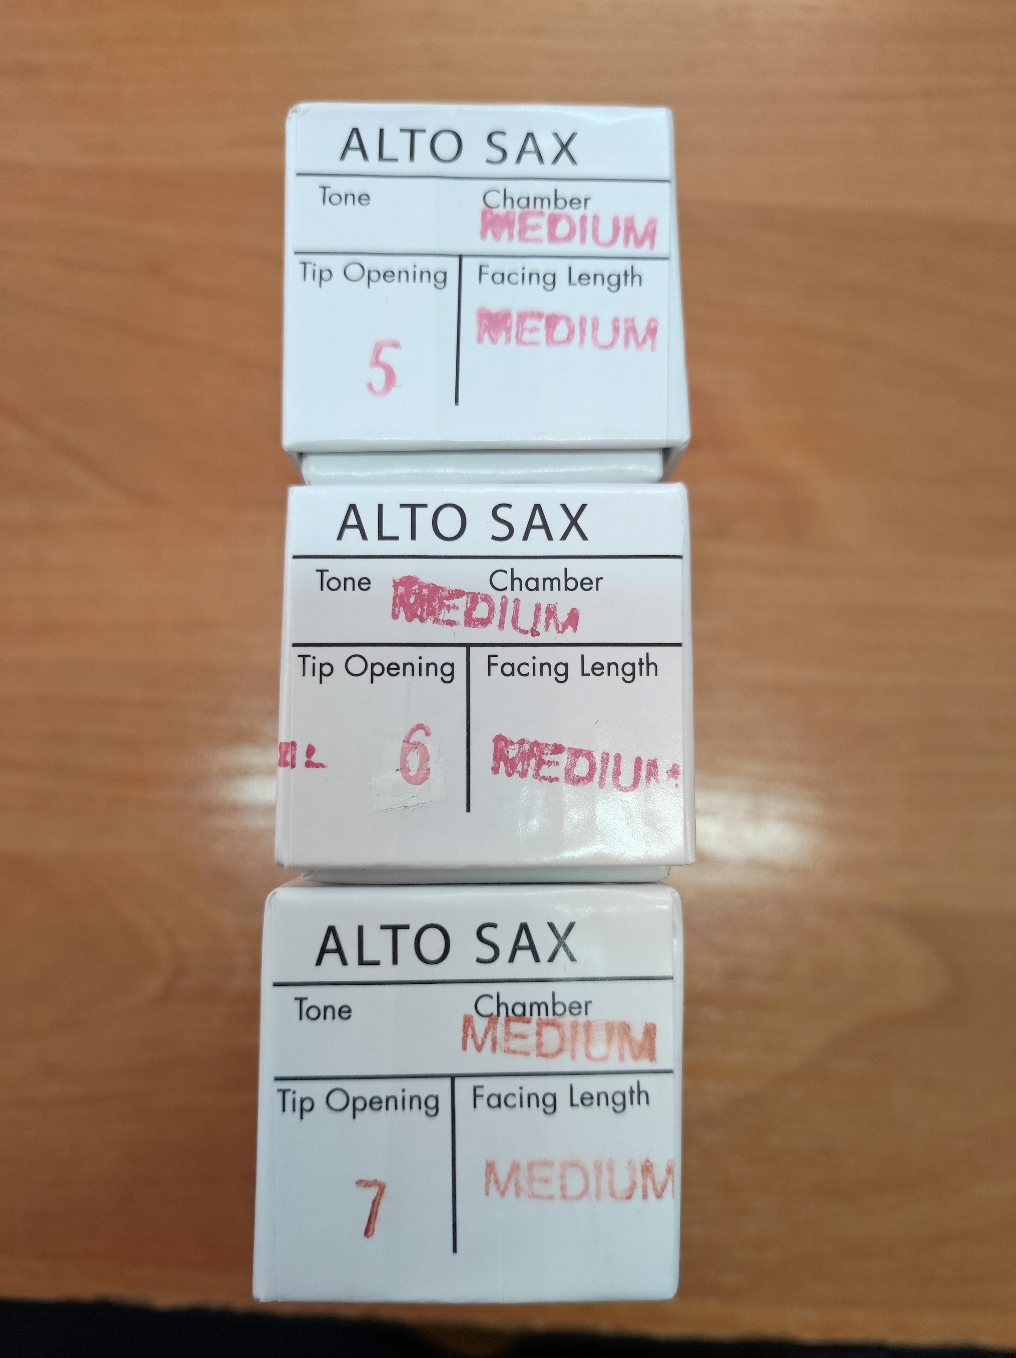 ALTO SAX
Tone Chamber
MEDIUM
Tip Opening Facing Length
MEDIUM
5
ALTO SAX
Tone Chamber
MEDIUM
Tip Opening Facing Length
6 MEDIUM
ALTO SAX
Tone Chamber
MEDIUM
Tip Opening Facing Length
MEDIUM
7